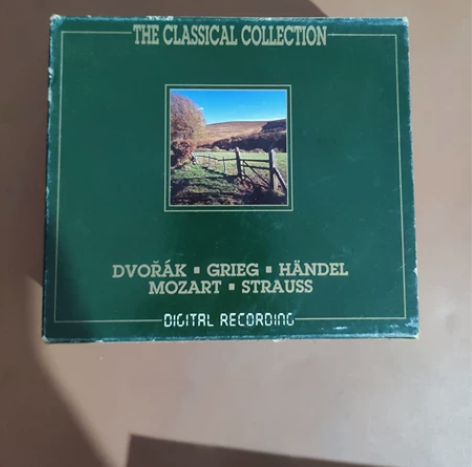 THE CLASSICAL COLLECTION
DVOŘÁK ▪ GRIEG ▪ HÄNDEL
MOZART ▪ STRAUSS
DIGITAL RECORDING